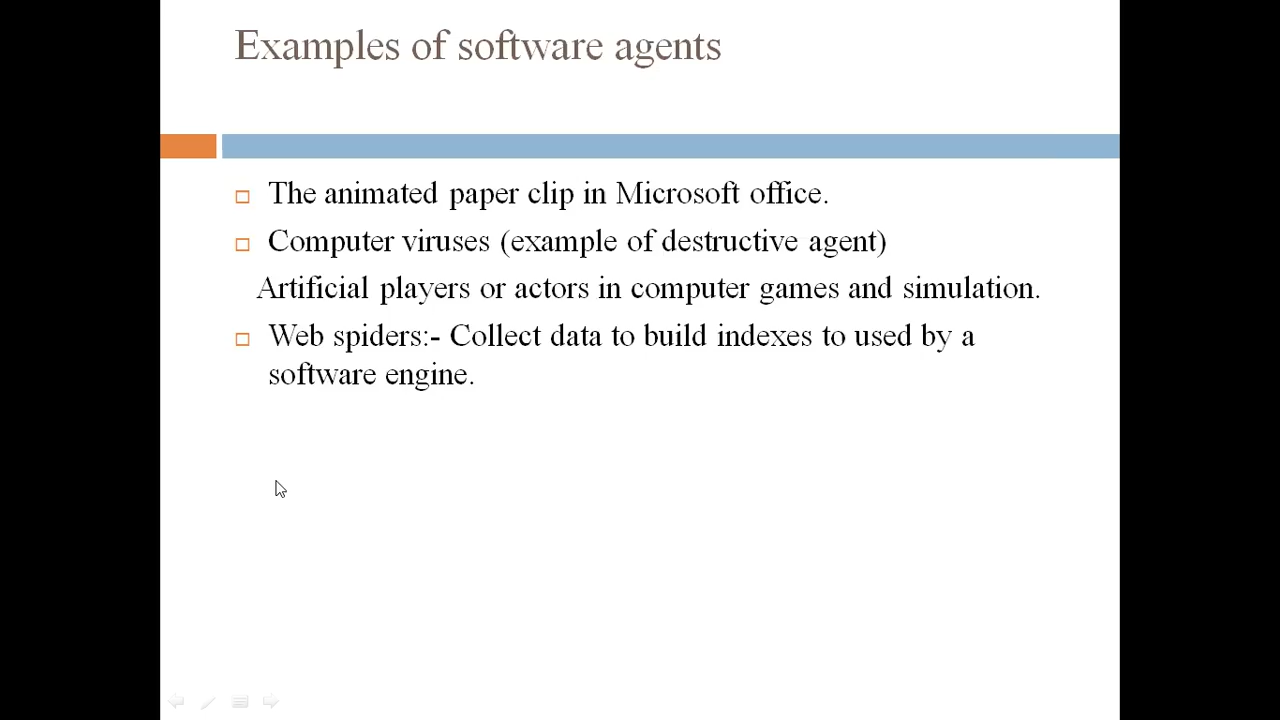 Examples of software agents
The animated paper clip in Microsoft office.
Computer viruses (example of destructive agent)
Artificial players or actors in computer games and simulation.
Web spiders:- Collect data to build indexes to used by a
software engine.